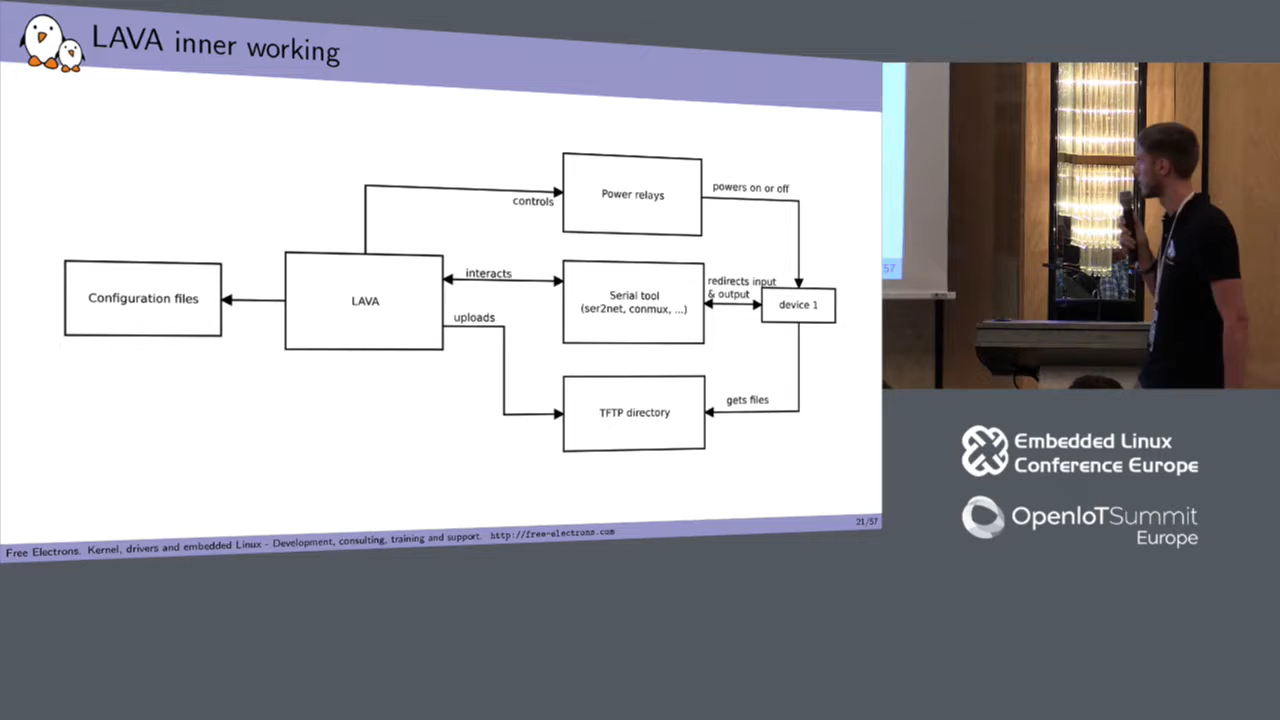 LAVA inner working
Power relays
powers on or off
controls
Configuration files
LAVA
interacts
Serial tool
(ser2net, conmux, ...)
redirects input
& output
device 1
uploads
TFTP directory
gets files
Free Electrons. Kernel, drivers and embedded Linux - Development, consulting, training and support. http://free-electrons.com
21/57
57
Embedded Linux
Conference Europe
OpenIoTSummit
Europe